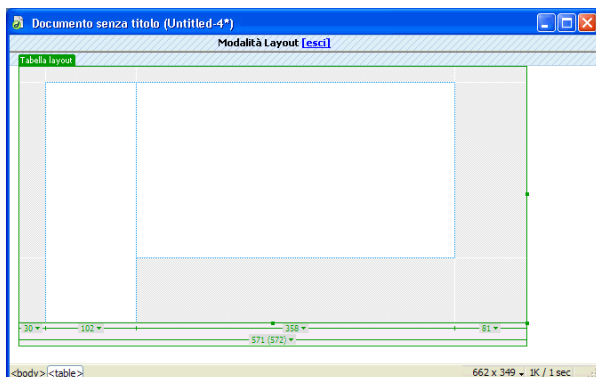 Documento senza titolo (Untitled-4*)
Modalità Layout [esci]
Tabella layout
30 102 358 81
571 (572)
<body> <table> 662 x 349 1K / 1 sec